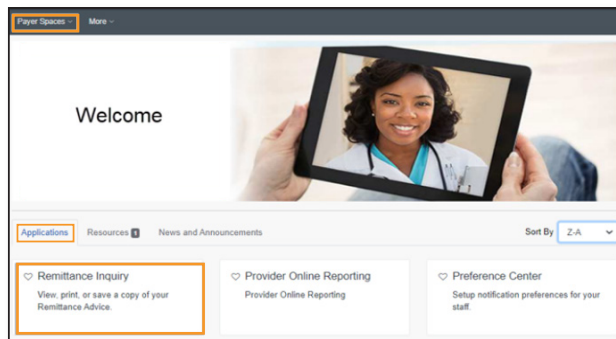 Payer Spaces More
Welcome
Applications Resources 1 News and Announcements Sort By Z-A
Remittance Inquiry
View, print, or save a copy of your
Remittance Advice.
Provider Online Reporting
Provider Online Reporting
Preference Center
Setup notification preferences for your
staff.